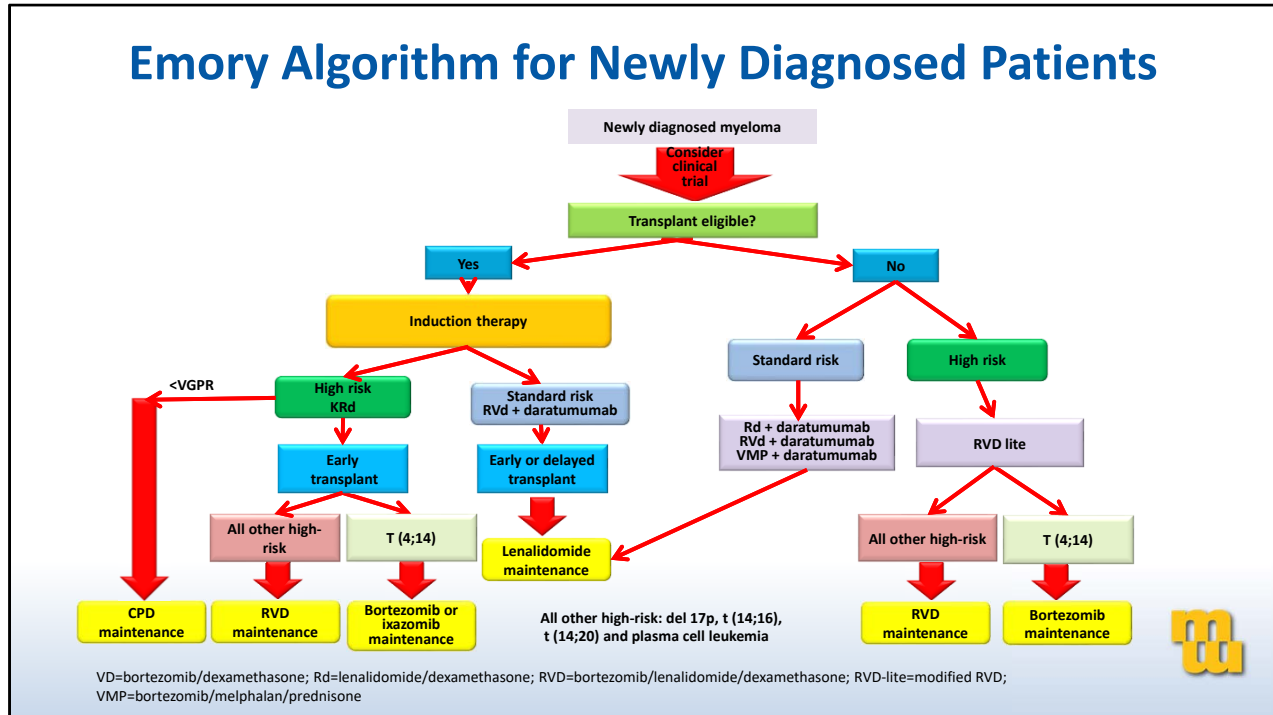 Emory Algorithm for Newly Diagnosed Patients
Newly diagnosed myeloma
Consider
clinical
trial
Transplant eligible?
Yes
No
Induction therapy
Standard risk
High risk
<VGPR
High risk
KRd
Standard risk
RVd + daratumumab
Rd + daratumumab
RVd + daratumumab
VMP + daratumumab
RVD lite
Early
transplant
Early or delayed
transplant
All other high-
risk
T (4;14)
Lenalidomide
maintenance
All other high-risk
T (4;14)
CPD
maintenance
RVD
maintenance
Bortezomib or
ixazomib
maintenance
All other high-risk: del 17p, t (14;16),
t (14;20) and plasma cell leukemia
RVD
maintenance
Bortezomib
maintenance
VD=bortezomib/dexamethasone; Rd=lenalidomide/dexamethasone; RVD=bortezomib/lenalidomide/dexamethasone; RVD-lite=modified RVD;
VMP=bortezomib/melphalan/prednisone